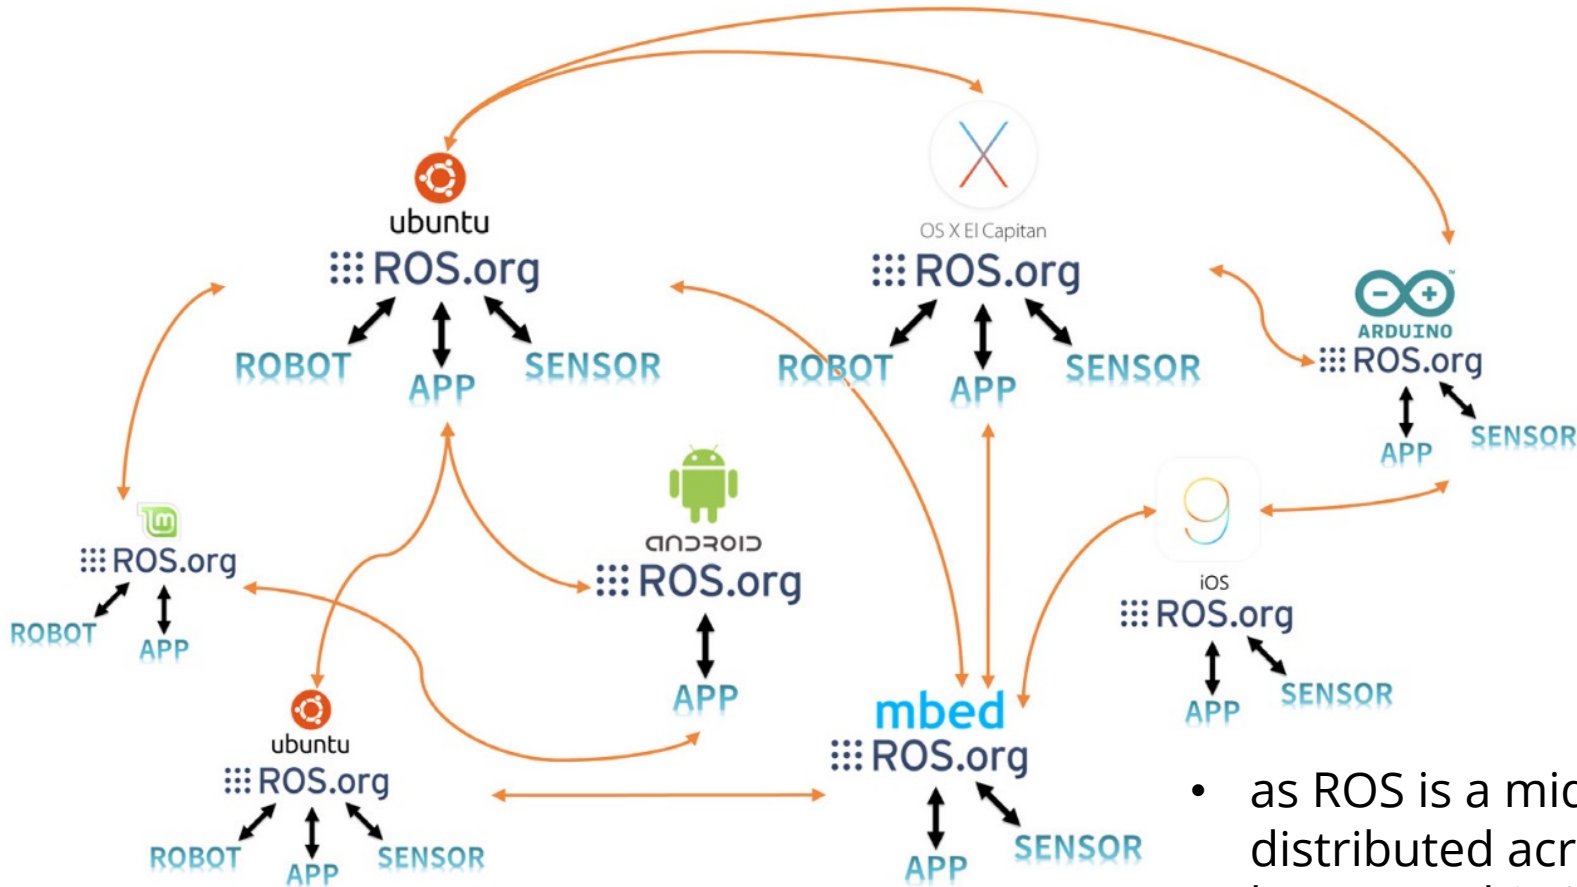 ubuntu
ROS.org
ROBOT
APP
SENSOR
X
OS X El Capitan
ROS.org
ROBOT
APP
SENSOR
ARDUINO
ROS.org
APP
SENSOR
ROS.org
ROBOT
APP
ANDROID
ROS.org
APP
9
iOS
ROS.org
APP
SENSOR
ubuntu
ROS.org
ROBOT
APP
SENSOR
mbed
ROS.org
APP
SENSOR
• as ROS is a
distributed